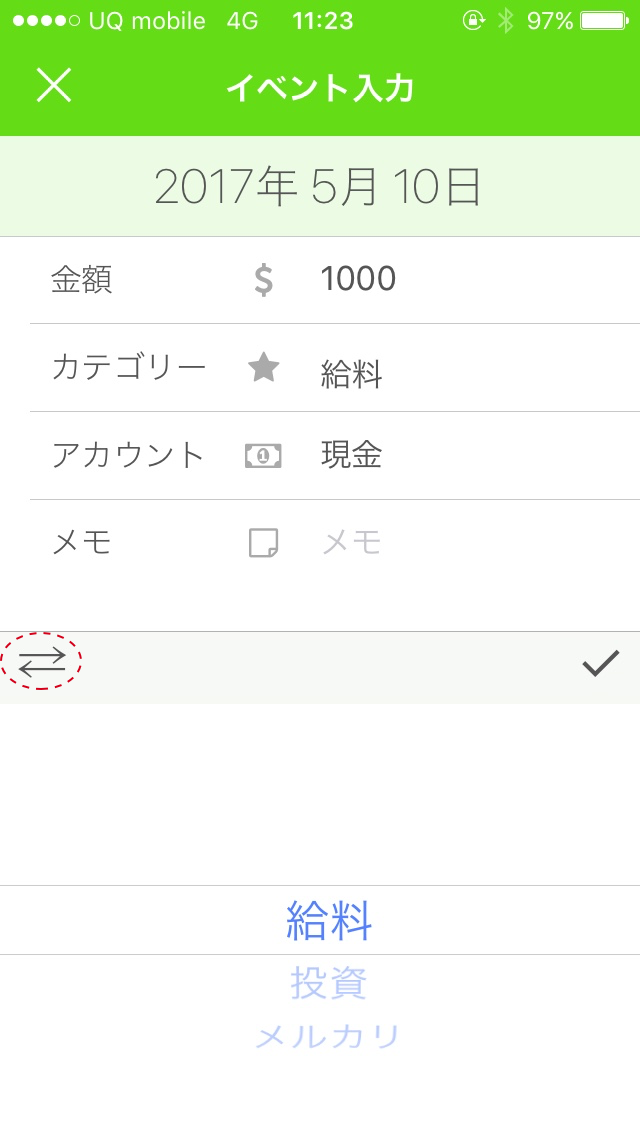 UQ mobile 4G 11:23 97%
イベント入力
2017年 5月 10日
金額 $ 1000
カテゴリー 給料
アカウント 1 現金
メモ メモ
給料
投資
メルカリ